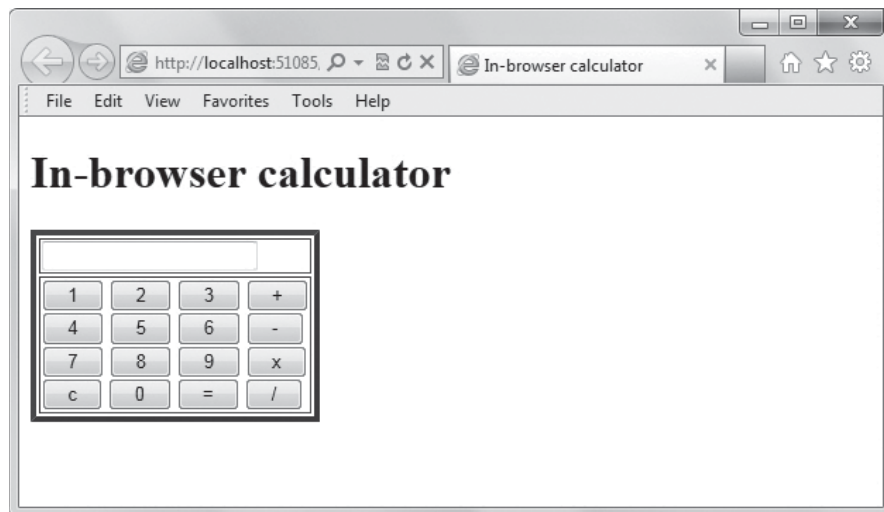 http://localhost:51085,
In-browser calculator
File Edit View Favorites Tools Help
In-browser calculator
1 2 3 +
4 5 6 -
7 8 9 x
c 0 = /